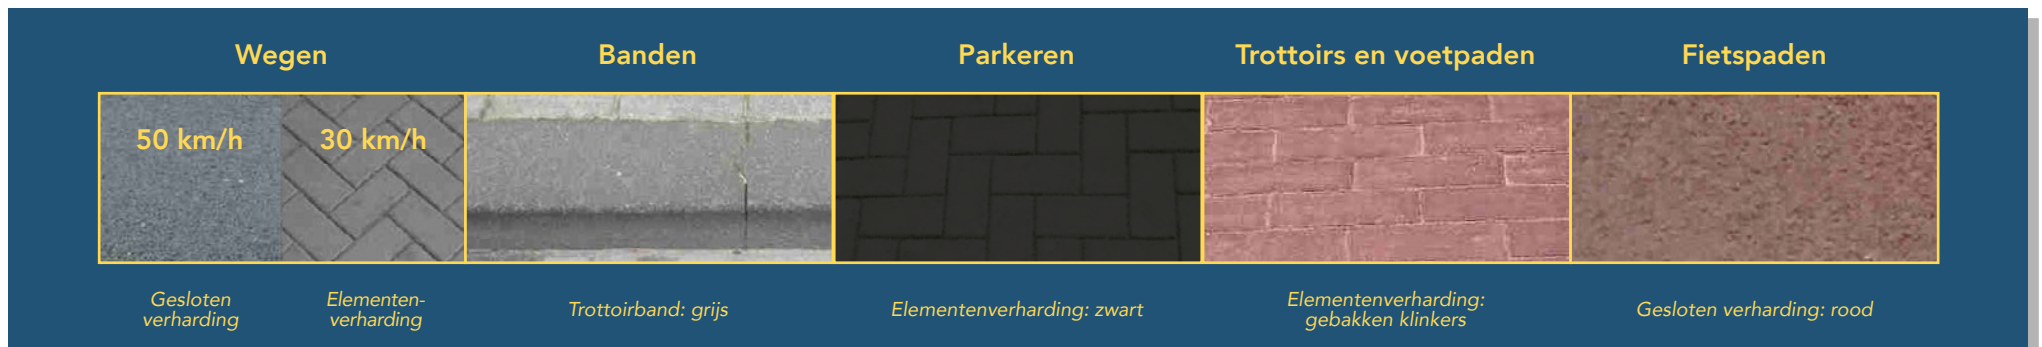 Wegen
Banden
Parkeren
Trottoirs en voetpaden
Fietspaden
50 km/h
30 km/h
Gesloten
verharding
Elementen-
verharding
Trottoirband: grijs
Elementenverharding: zwart
Elementenverharding:
gebakken klinkers
Gesloten verharding: rood